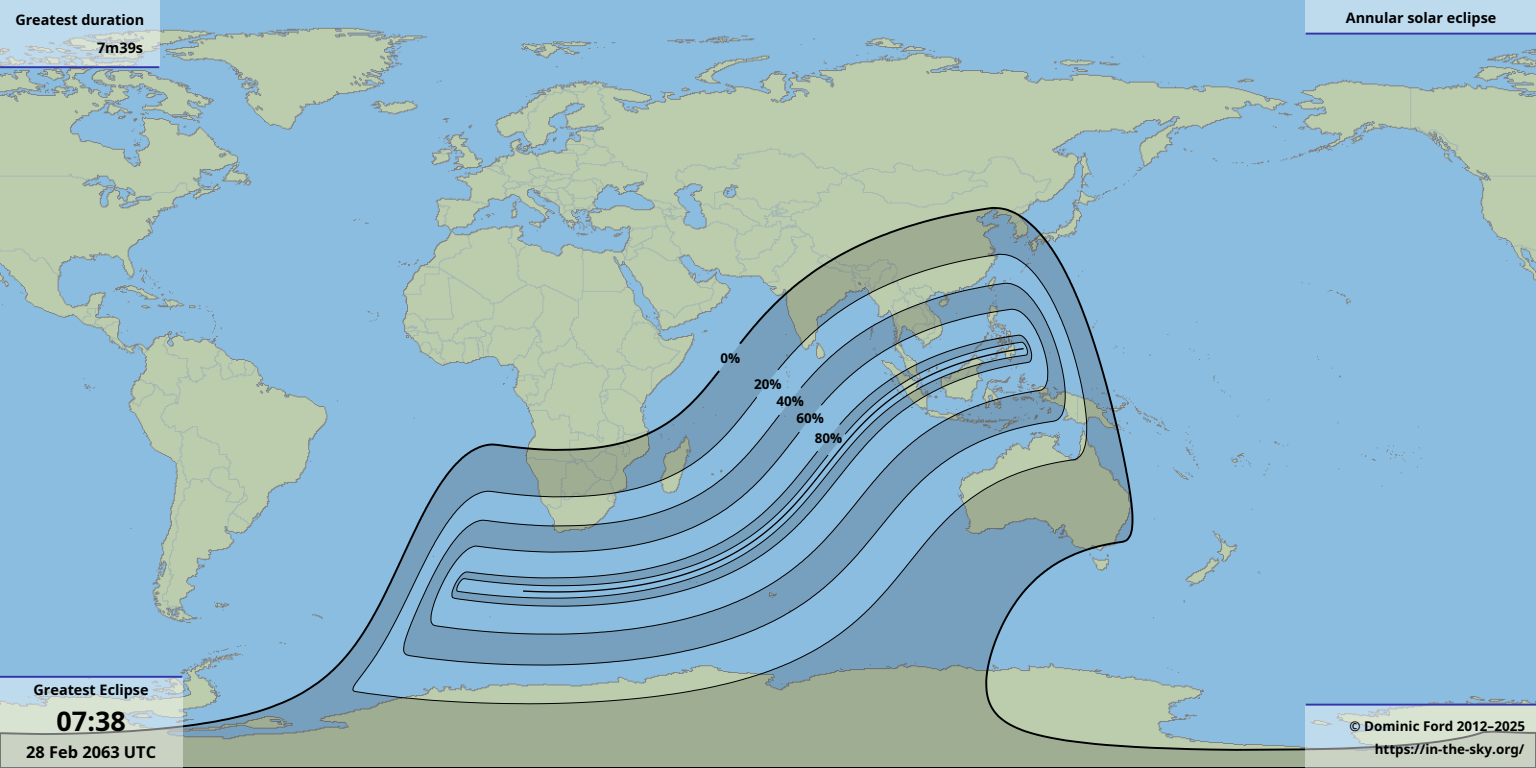 Greatest duration
7m39s
Annular solar eclipse
0%
20%
40%
60%
80%
Greatest Eclipse
07:38
28 Feb 2063 UTC
© Dominic Ford 2012–2025
https://in-the-sky.org/